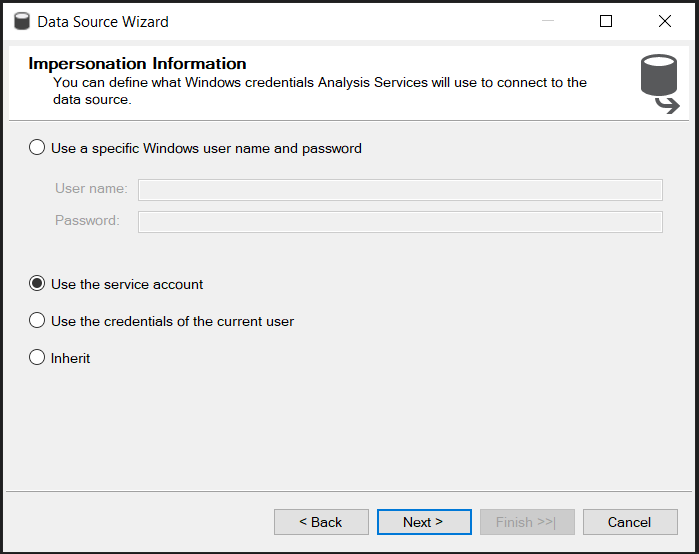 Data Source Wizard
Impersonation Information
You can define what Windows credentials Analysis Services will use to connect to the
data source.
Use a specific Windows user name and password
User name:
Password:
Use the service account
Use the credentials of the current user
Inherit
< Back
Next >
Finish >>|
Cancel